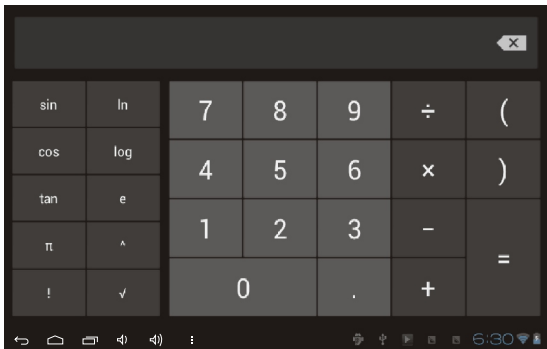 sin ln 7 8 9 ÷ (
cos log 4 5 6 × )
tan e 1 2 3 − =
π ^ 0 . +
! √
6:30